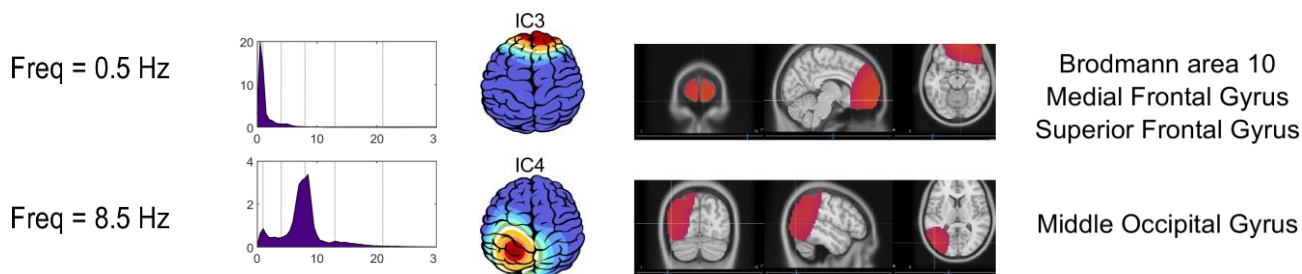 IC3
Freq = 0.5 Hz
20
10
0
0 10 20 3
Brodmann area 10
Medial Frontal Gyrus
Superior Frontal Gyrus
IC4
Freq = 8.5 Hz
4
2
0
0 10 20 3
Middle Occipital Gyrus